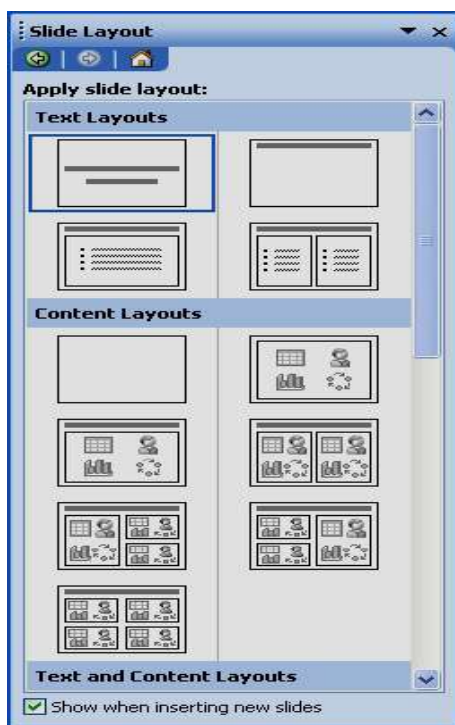 Slide Layout
Apply slide layout:
Text Layouts
Content Layouts
Text and Content Layouts
Show when inserting new slides